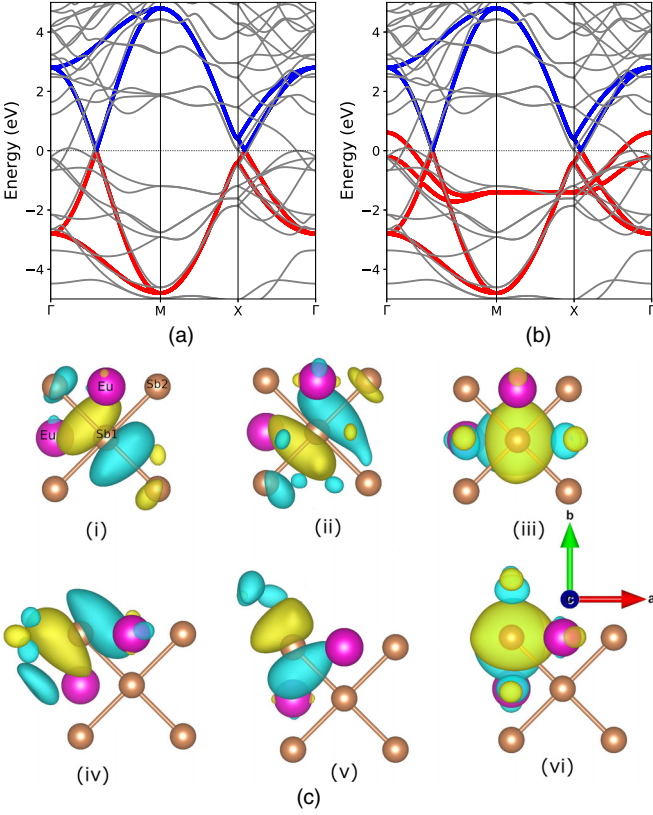 Energy (eV)
4
2
0
−2
−4
Γ
M
X
Γ
(a)
Energy (eV)
4
2
0
−2
−4
Γ
M
X
Γ
(b)
Eu
Sb2
Eu
Sb1
(i)
(ii)
(iii)
b
c
a
(iv)
(v)
(vi)
(c)